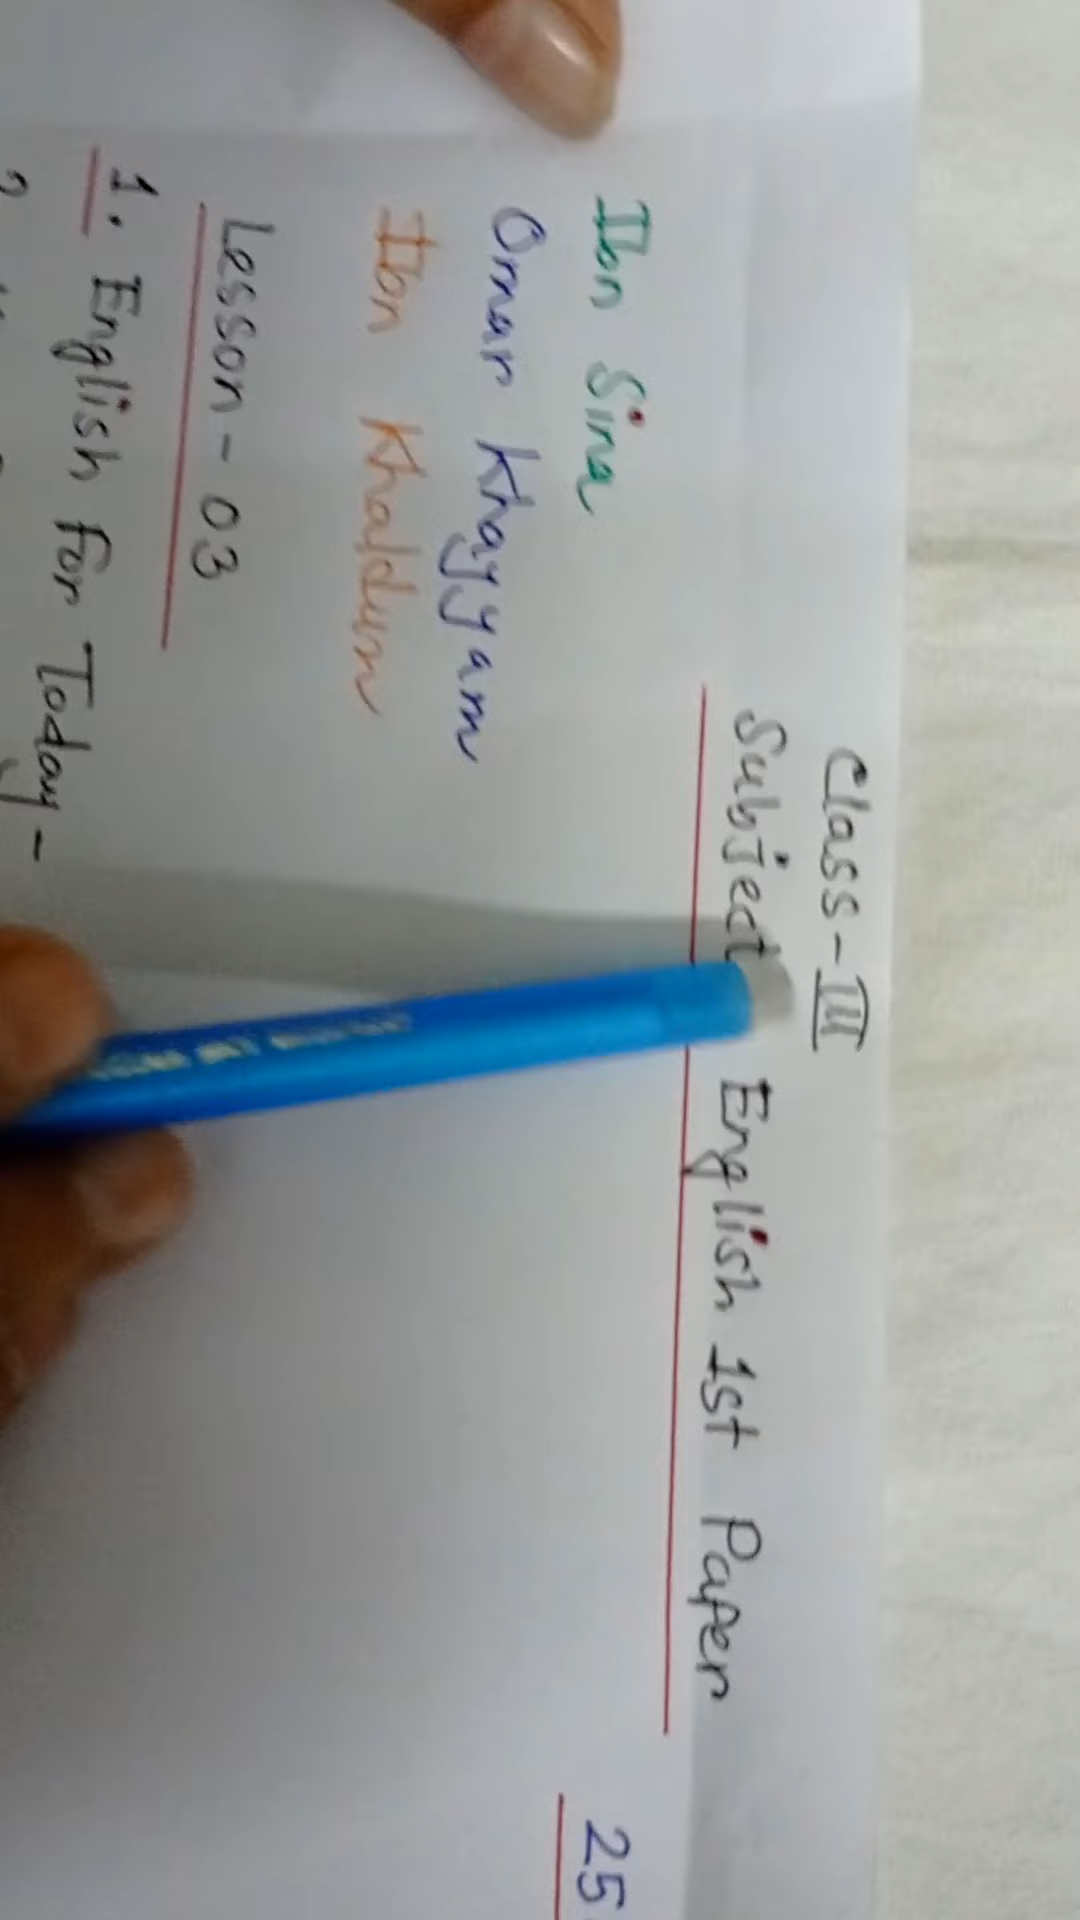 Class-III
Subject English 1st Paper
25
Ibn Sina
Omar Khayyam
Ibn Khaldun
Lesson-03
1. English For Today-